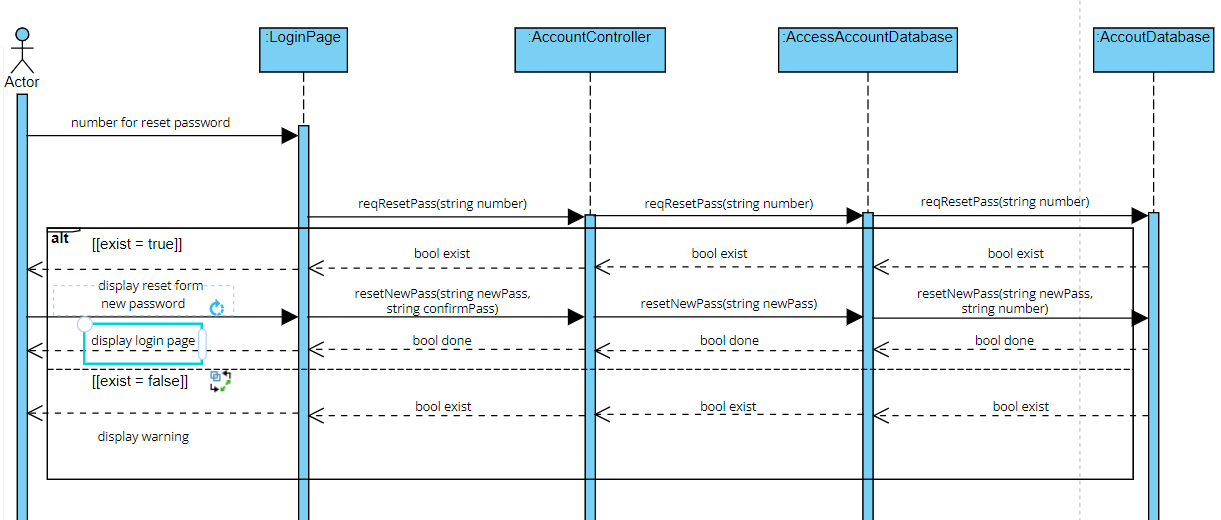 :LoginPage
:AccountController
:AccessAccountDatabase
:AccoutDatabase
Actor
number for reset password
reqResetPass(string number)
reqResetPass(string number)
reqResetPass(string number)
alt
[[exist = true]]
bool exist
bool exist
bool exist
display reset form
new password
resetNewPass(string newPass,
string confirmPass)
resetNewPass(string newPass)
resetNewPass(string newPass,
string number)
display login page
bool done
bool done
bool done
[[exist = false]]
bool exist
bool exist
bool exist
display warning